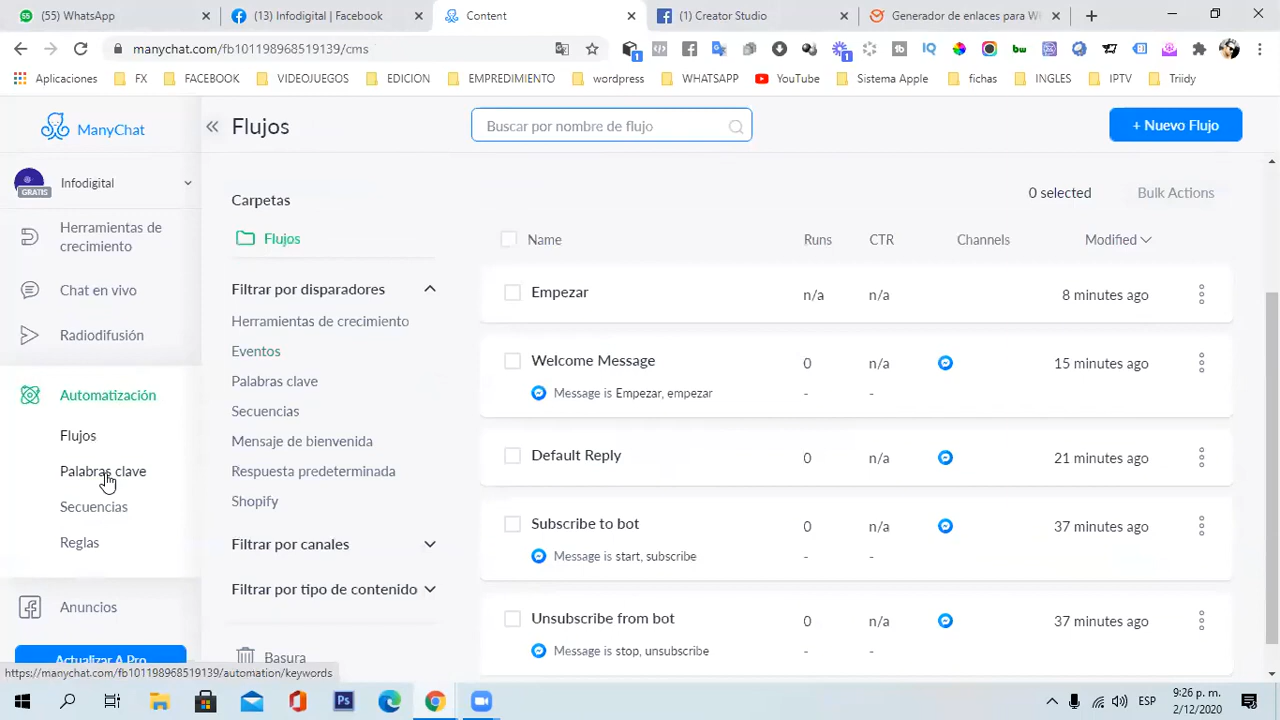 (55) WhatsApp
(13) Infodigital | Facebook
Content
(1) Creator Studio
Generador de enlaces para W
manychat.com/fb101198968519139/cms
Aplicaciones
FX
FACEBOOK
VIDEOJUEGOS
EDICION
EMPREDIMIENTO
wordpress
WHATSAPP
YouTube
Sistema Apple
fichas
INGLES
IPTV
Triidy
ManyChat
Flujos
Buscar por nombre de flujo
+ Nuevo Flujo
Infodigital
GRATIS
Herramientas de
crecimiento
Chat en vivo
Radiodifusión
Automatización
Flujos
Palabras clave
Secuencias
Reglas
Anuncios
Actualizar A Pro
Carpetas
Flujos
Filtrar por disparadores
Herramientas de crecimiento
Eventos
Palabras clave
Secuencias
Mensaje de bienvenida
Respuesta predeterminada
Shopify
Filtrar por canales
Filtrar por tipo de contenido
Basura
0 selected
Bulk Actions
Name Runs CTR Channels Modified
Empezar n/a n/a 8 minutes ago
Welcome Message 0 n/a 15 minutes ago
Message is Empezar, empezar - -
Default Reply 0 n/a 21 minutes ago
Subscribe to bot 0 n/a 37 minutes ago
Message is start, subscribe - -
Unsubscribe from bot 0 n/a 37 minutes ago
Message is stop, unsubscribe - -
https://manychat.com/fb101198968519139/automation/keywords
ESP
9:26 p. m.
2/12/2020